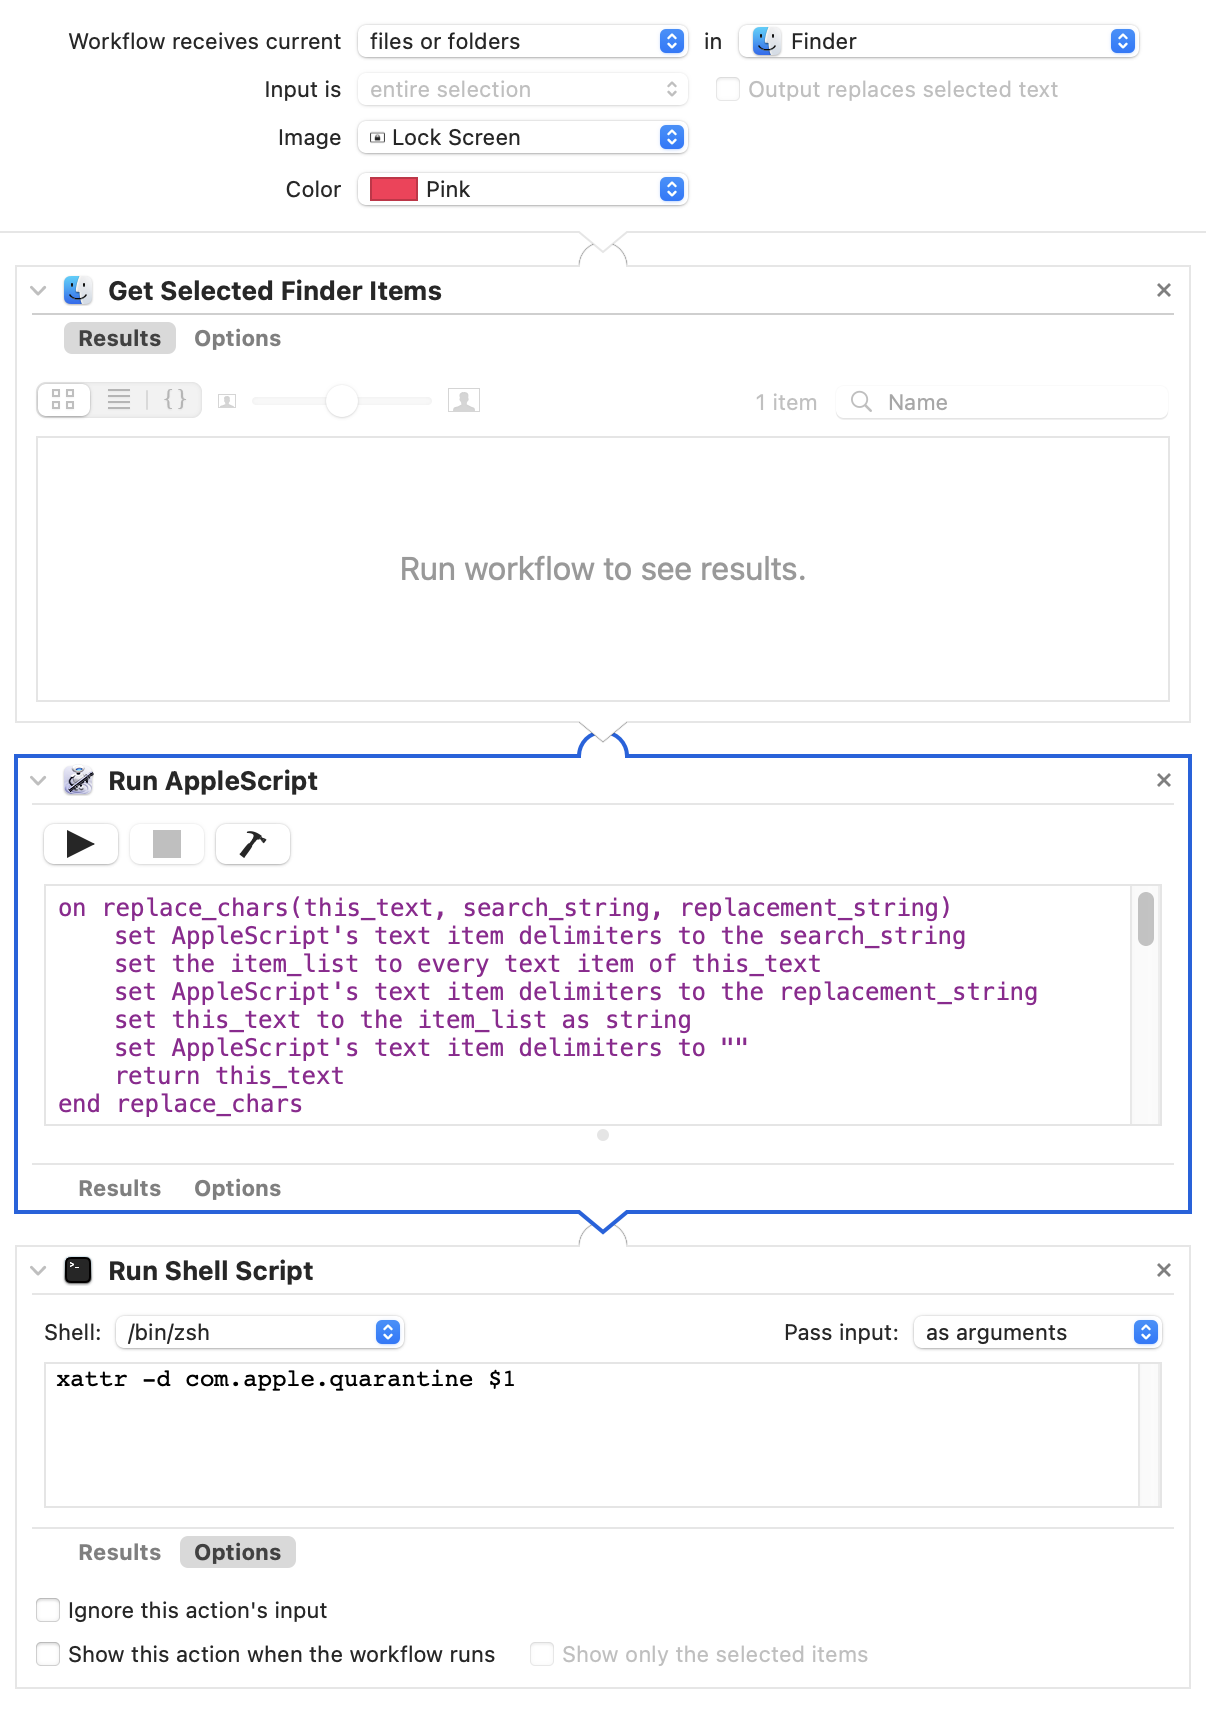 Workflow receives current files or folders in Finder
Input is entire selection Output replaces selected text
Image Lock Screen
Color Pink
Get Selected Finder Items
Results Options
{} 1 item Name
Run workflow to see results.
Run AppleScript
on replace_chars(this_text, search_string, replacement_string)
set AppleScript's text item delimiters to the search_string
set the item_list to every text item of this_text
set AppleScript's text item delimiters to the replacement_string
set this_text to the item_list as string
set AppleScript's text item delimiters to ""
return this_text
end replace_chars
Results Options
Run Shell Script
Shell: /bin/zsh Pass input: as arguments
xattr -d com.apple.quarantine $1
Results Options
Ignore this action's input
Show this action when the workflow runs Show only the selected items